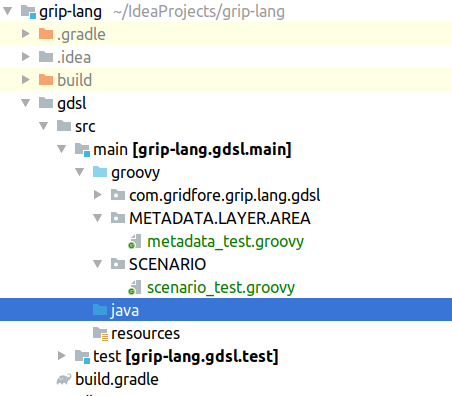 grip-lang ~/IdeaProjects/grip-lang
.gradle
.idea
build
gdsl
src
main [grip-lang.gdsl.main]
groovy
com.gridfore.grip.lang.gdsl
METADATA.LAYER.AREA
metadata_test.groovy
SCENARIO
scenario_test.groovy
java
resources
test [grip-lang.gdsl.test]
build.gradle